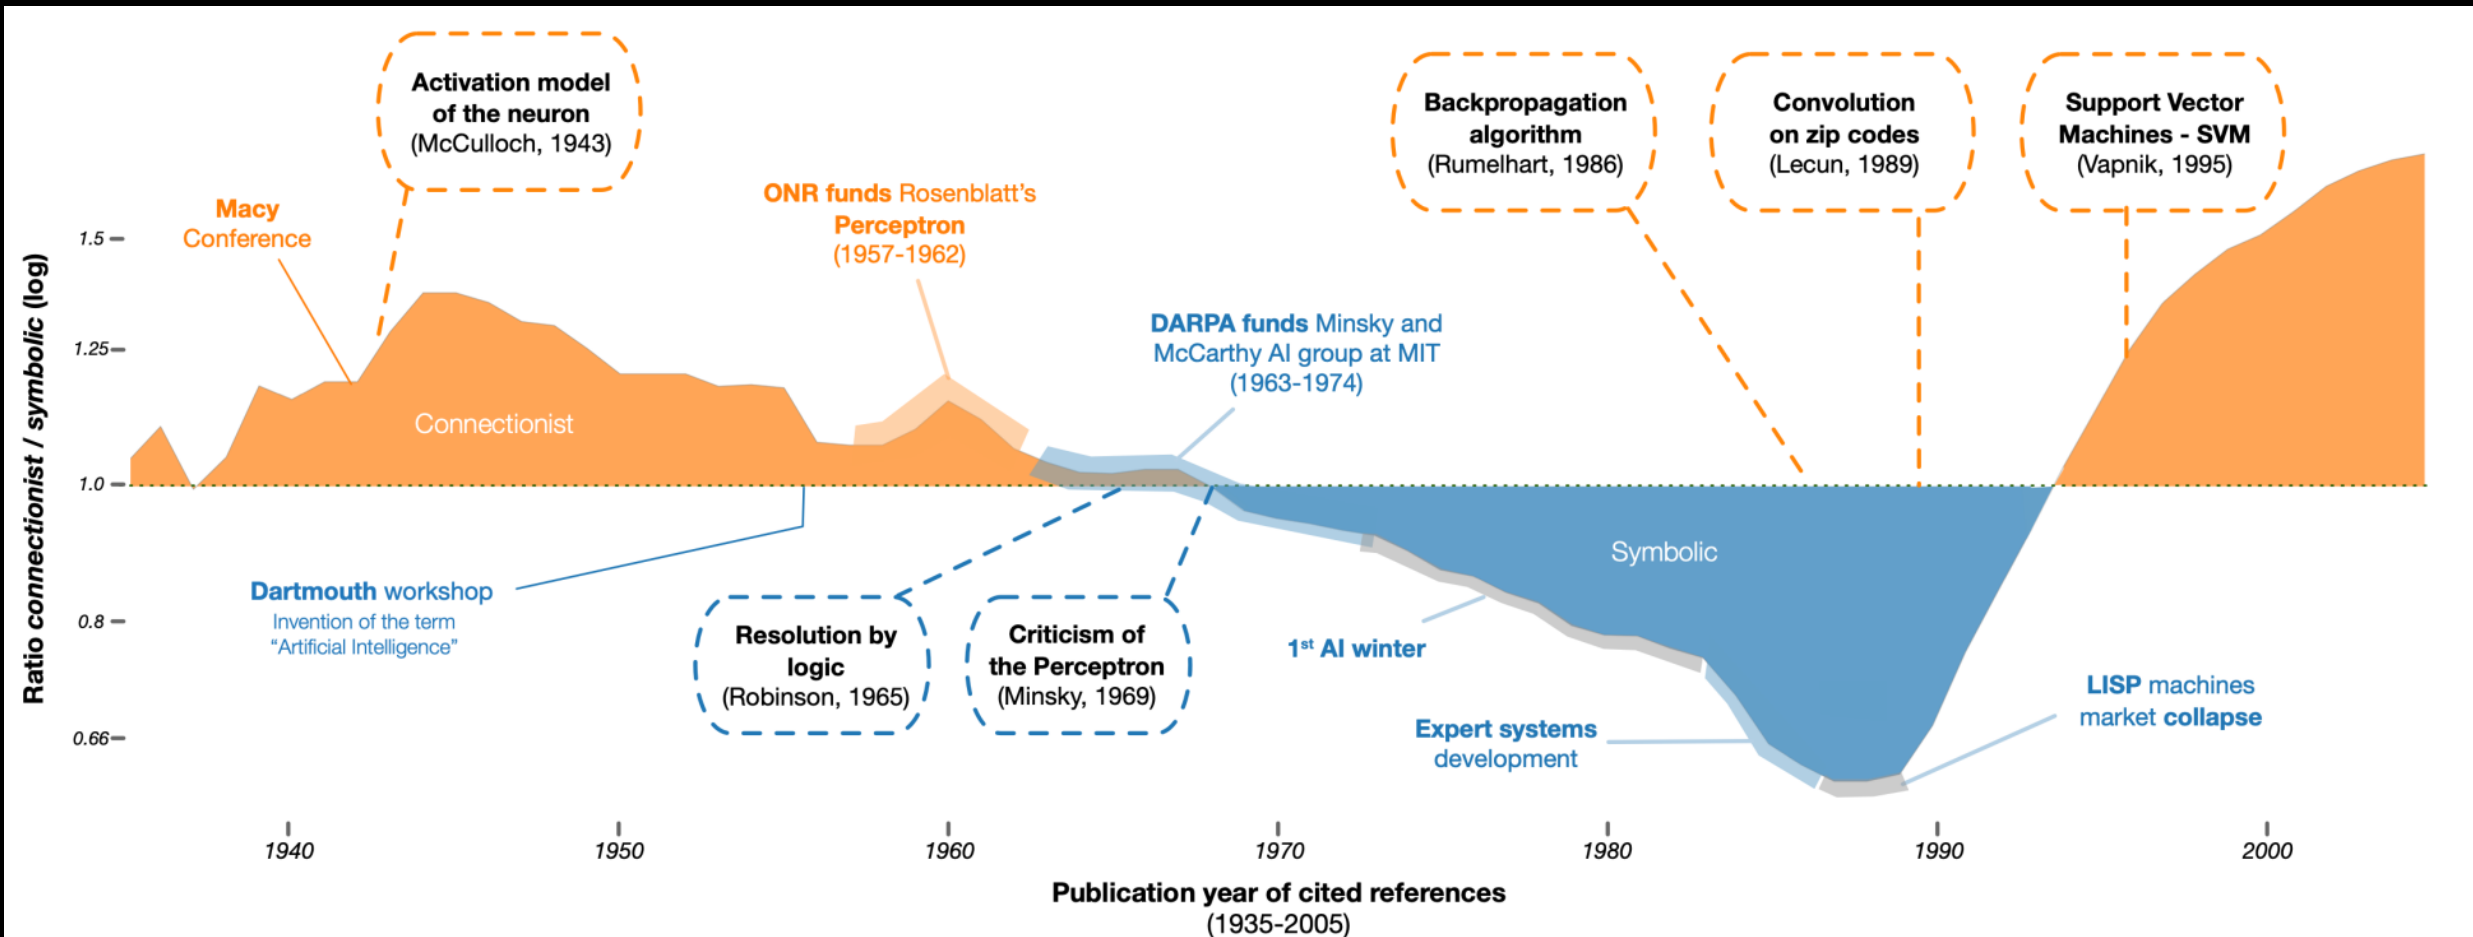 Activation model
of the neuron
(McCulloch, 1943)
Backpropagation
algorithm
(Rumelhart, 1986)
Convolution
on zip codes
(Lecun, 1989)
Support Vector
Machines - SVM
(Vapnik, 1995)
Macy
Conference
ONR funds Rosenblatt’s
Perceptron
(1957-1962)
DARPA funds Minsky and
McCarthy AI group at MIT
(1963-1974)
Ratio connectionist / symbolic (log)
1.5
1.25
1.0
0.8
0.66
Connectionist
Symbolic
Dartmouth workshop
Invention of the term
“Artificial Intelligence”
Resolution by
logic
(Robinson, 1965)
Criticism of
the Perceptron
(Minsky, 1969)
1st AI winter
Expert systems
development
LISP machines
market collapse
1940
1950
1960
1970
1980
1990
2000
Publication year of cited references
(1935-2005)